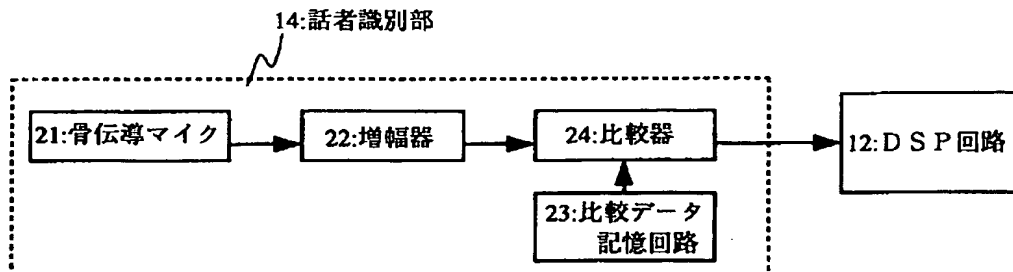 14:話者識別部
21:骨伝導マイク
22:増幅器
24:比較器
12:DSP回路
23:比較データ
記憶回路